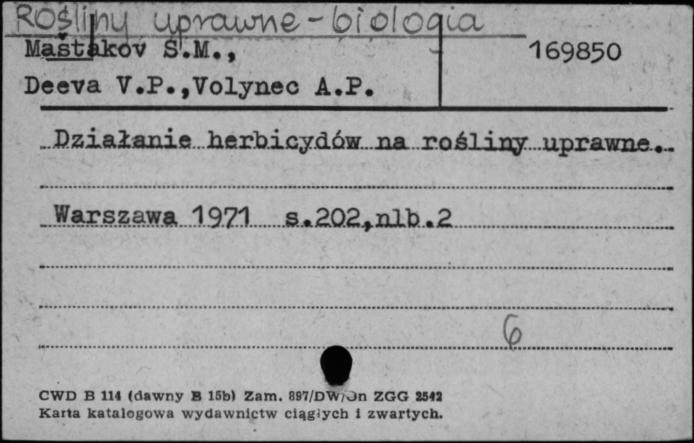 Rośliny uprawne - biologia
Maštakov S.M.,
169850
Deeva V.P.,Volynec A.P.
Działanie herbicydów na rośliny uprawne.
Warszawa 1971 s.202,nlb.2
6
CWD B 114 (dawny B 15b) Zam. 897/DW/Jn ZGG 2542
Karta katalogowa wydawnictw ciągłych i zwartych.